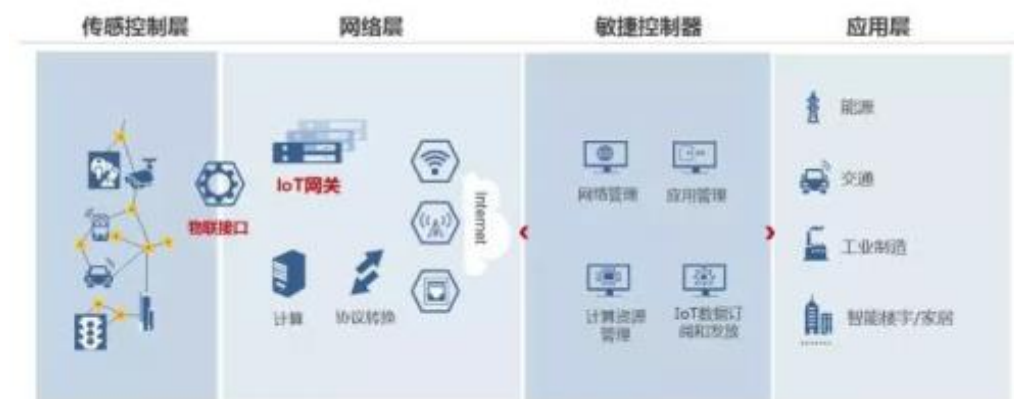 传感控制层
网络层
敏捷控制器
应用层
物联接口
IoT网关
计算
协议转换
Internet
网络管理
应用管理
计算资源
管理
IoT数据订
阅和发放
能源
交通
工业制造
智能楼宇/家居